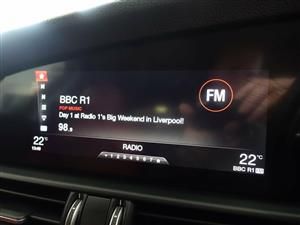 BBC R1
POP MUSIC
Day 1 at Radio 1's Big Weekend in Liverpool!
98.9
FM
22°C
RADIO
22°C
BBC R1